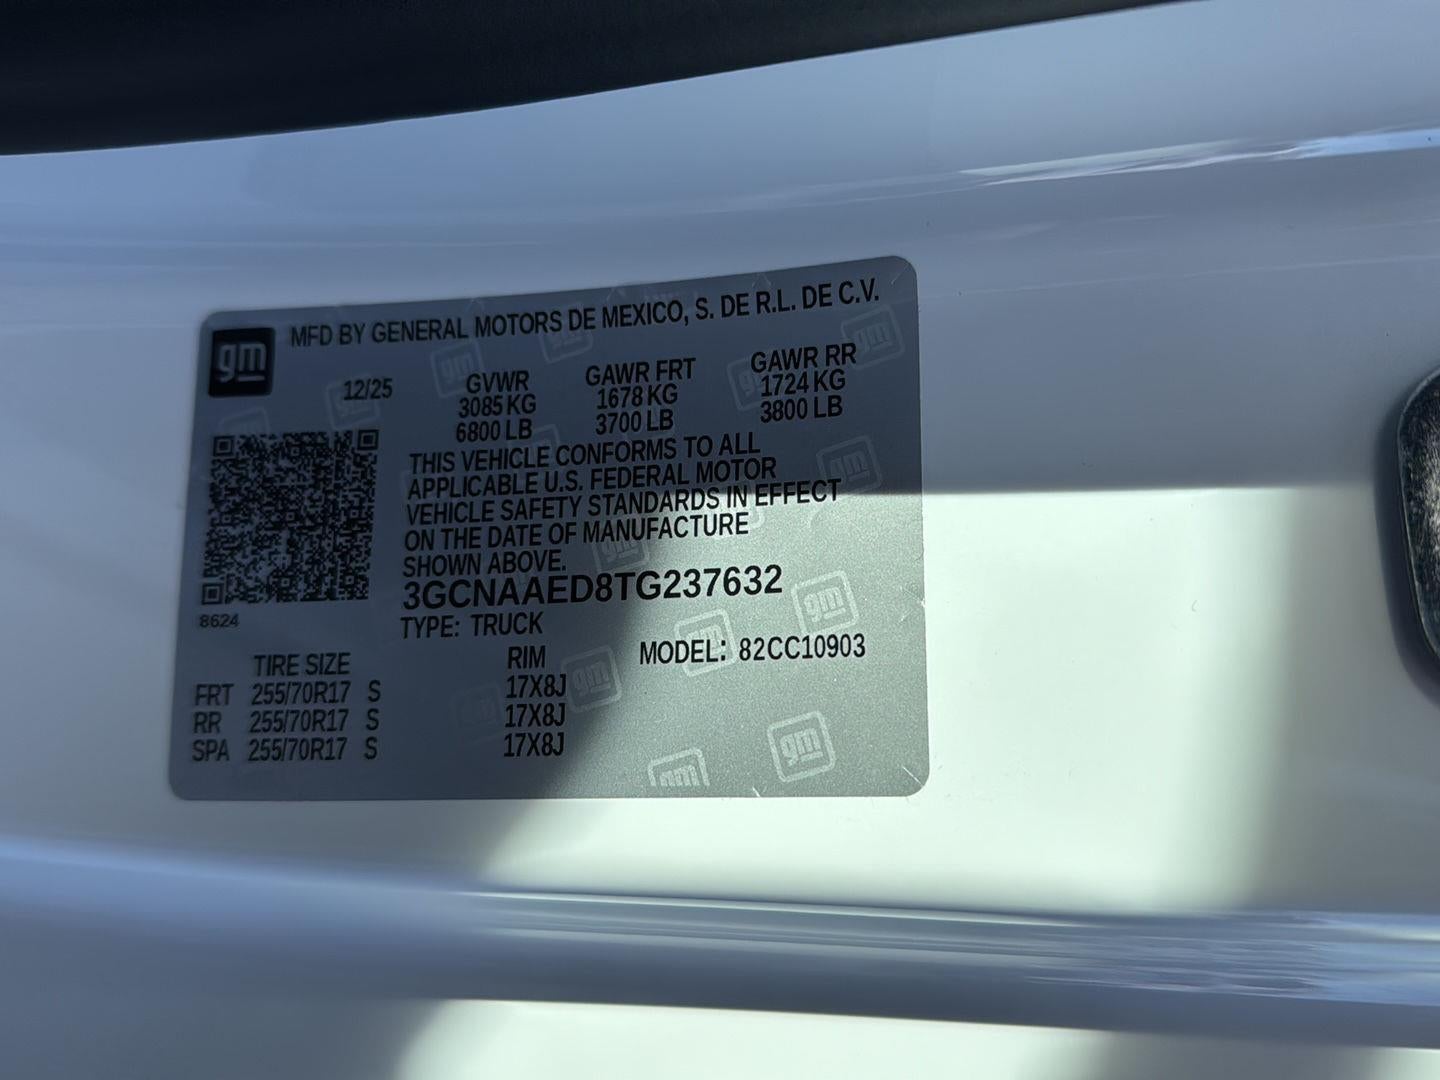 gm
MFD BY GENERAL MOTORS DE MEXICO, S. DE R.L. DE C.V.
12/25
GVWR GAWR FRT GAWR RR
3085 KG 1678 KG 1724 KG
6800 LB 3700 LB 3800 LB
THIS VEHICLE CONFORMS TO ALL
APPLICABLE U.S. FEDERAL MOTOR
VEHICLE SAFETY STANDARDS IN EFFECT
ON THE DATE OF MANUFACTURE
SHOWN ABOVE.
3GCNAAED8TG237632
8624
TYPE: TRUCK
MODEL: 82CC10903
TIRE SIZE RIM
FRT 255/70R17 S 17X8J
RR 255/70R17 S 17X8J
SPA 255/70R17 S 17X8J